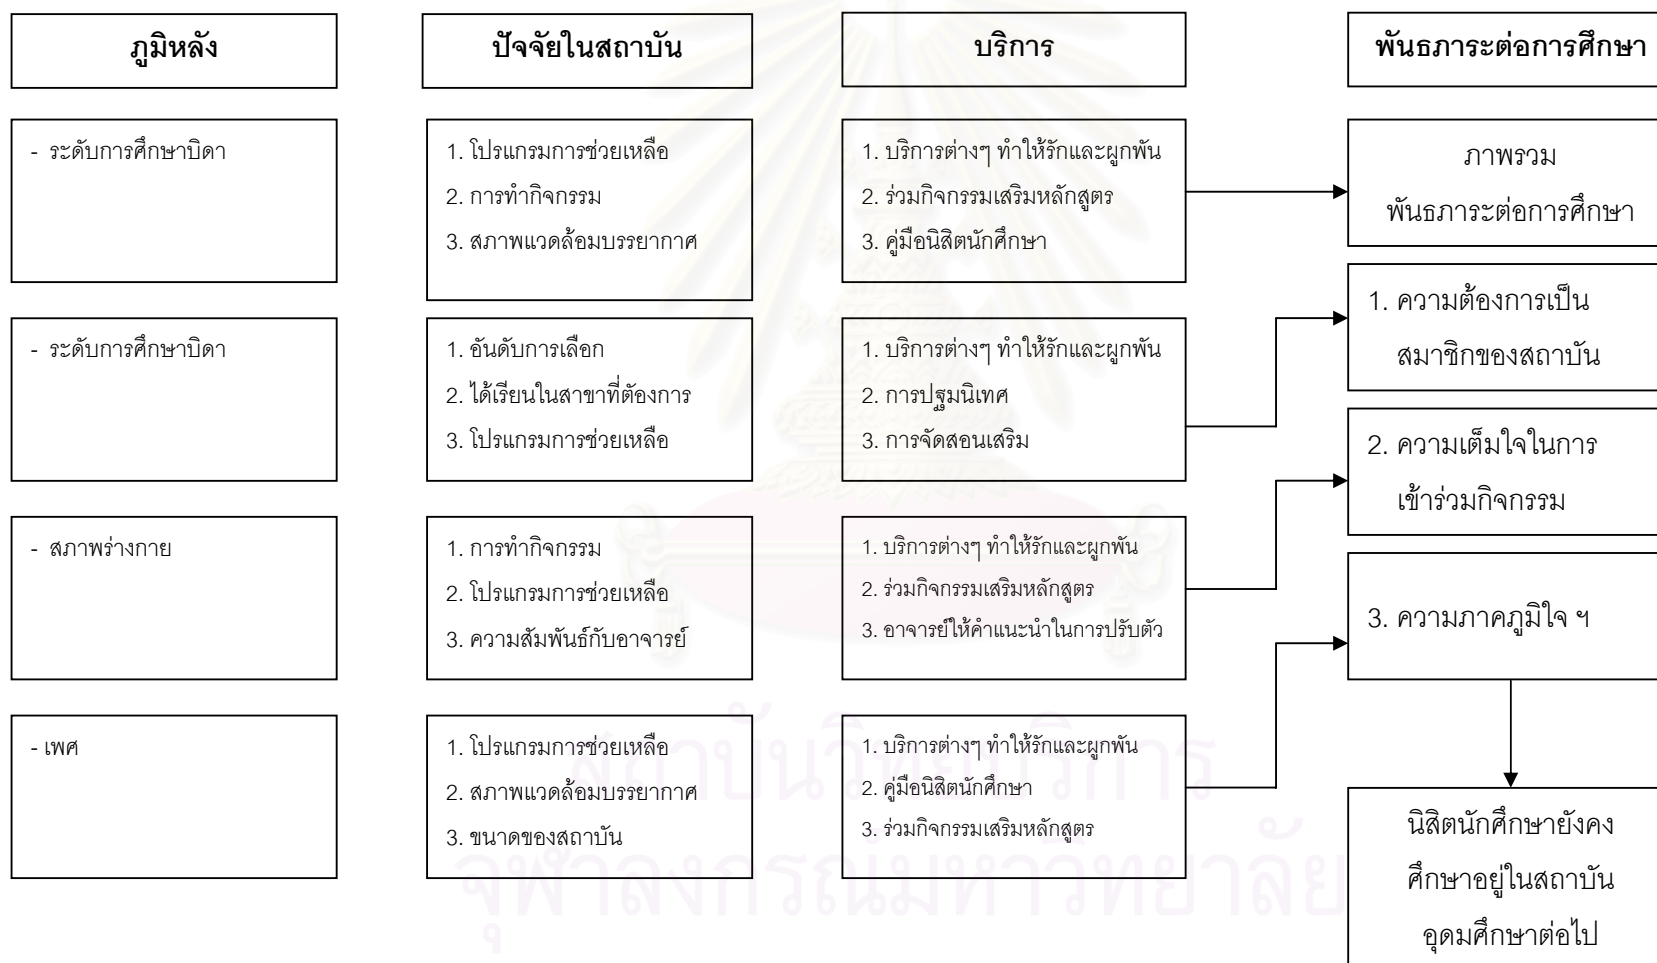 ภูมิหลัง
ปัจจัยในสถาบัน
บริการ
พันธภาระต่อการศึกษา
- ระดับการศึกษาบิดา
1. โปรแกรมการช่วยเหลือ
2. การทำกิจกรรม
3. สภาพแวดล้อมบรรยากาศ
1. บริการต่างๆ ทำให้รักและผูกพัน
2. ร่วมกิจกรรมเสริมหลักสูตร
3. คู่มือนิสิตนักศึกษา
ภาพรวม
พันธภาระต่อการศึกษา
- ระดับการศึกษาบิดา
1. อันดับการเลือก
2. ได้เรียนในสาขาที่ต้องการ
3. โปรแกรมการช่วยเหลือ
1. บริการต่างๆ ทำให้รักและผูกพัน
2. การปฐมนิเทศ
3. การจัดสอนเสริม
1. ความต้องการเป็น
สมาชิกของสถาบัน
2. ความเต็มใจในการ
เข้าร่วมกิจกรรม
- สภาพร่างกาย
1. การทำกิจกรรม
2. โปรแกรมการช่วยเหลือ
3. ความสัมพันธ์กับอาจารย์
1. บริการต่างๆ ทำให้รักและผูกพัน
2. ร่วมกิจกรรมเสริมหลักสูตร
3. อาจารย์ให้คำแนะนำในการปรับตัว
3. ความภาคภูมิใจ ฯ
- เพศ
1. โปรแกรมการช่วยเหลือ
2. สภาพแวดล้อมบรรยากาศ
3. ขนาดของสถาบัน
1. บริการต่างๆ ทำให้รักและผูกพัน
2. คู่มือนิสิตนักศึกษา
3. ร่วมกิจกรรมเสริมหลักสูตร
นิสิตนักศึกษายังคง
ศึกษาอยู่ในสถาบัน
อุดมศึกษาต่อไป
สถาบันวิทยบริการ
จุฬาลงกรณ์มหาวิทยาลัย